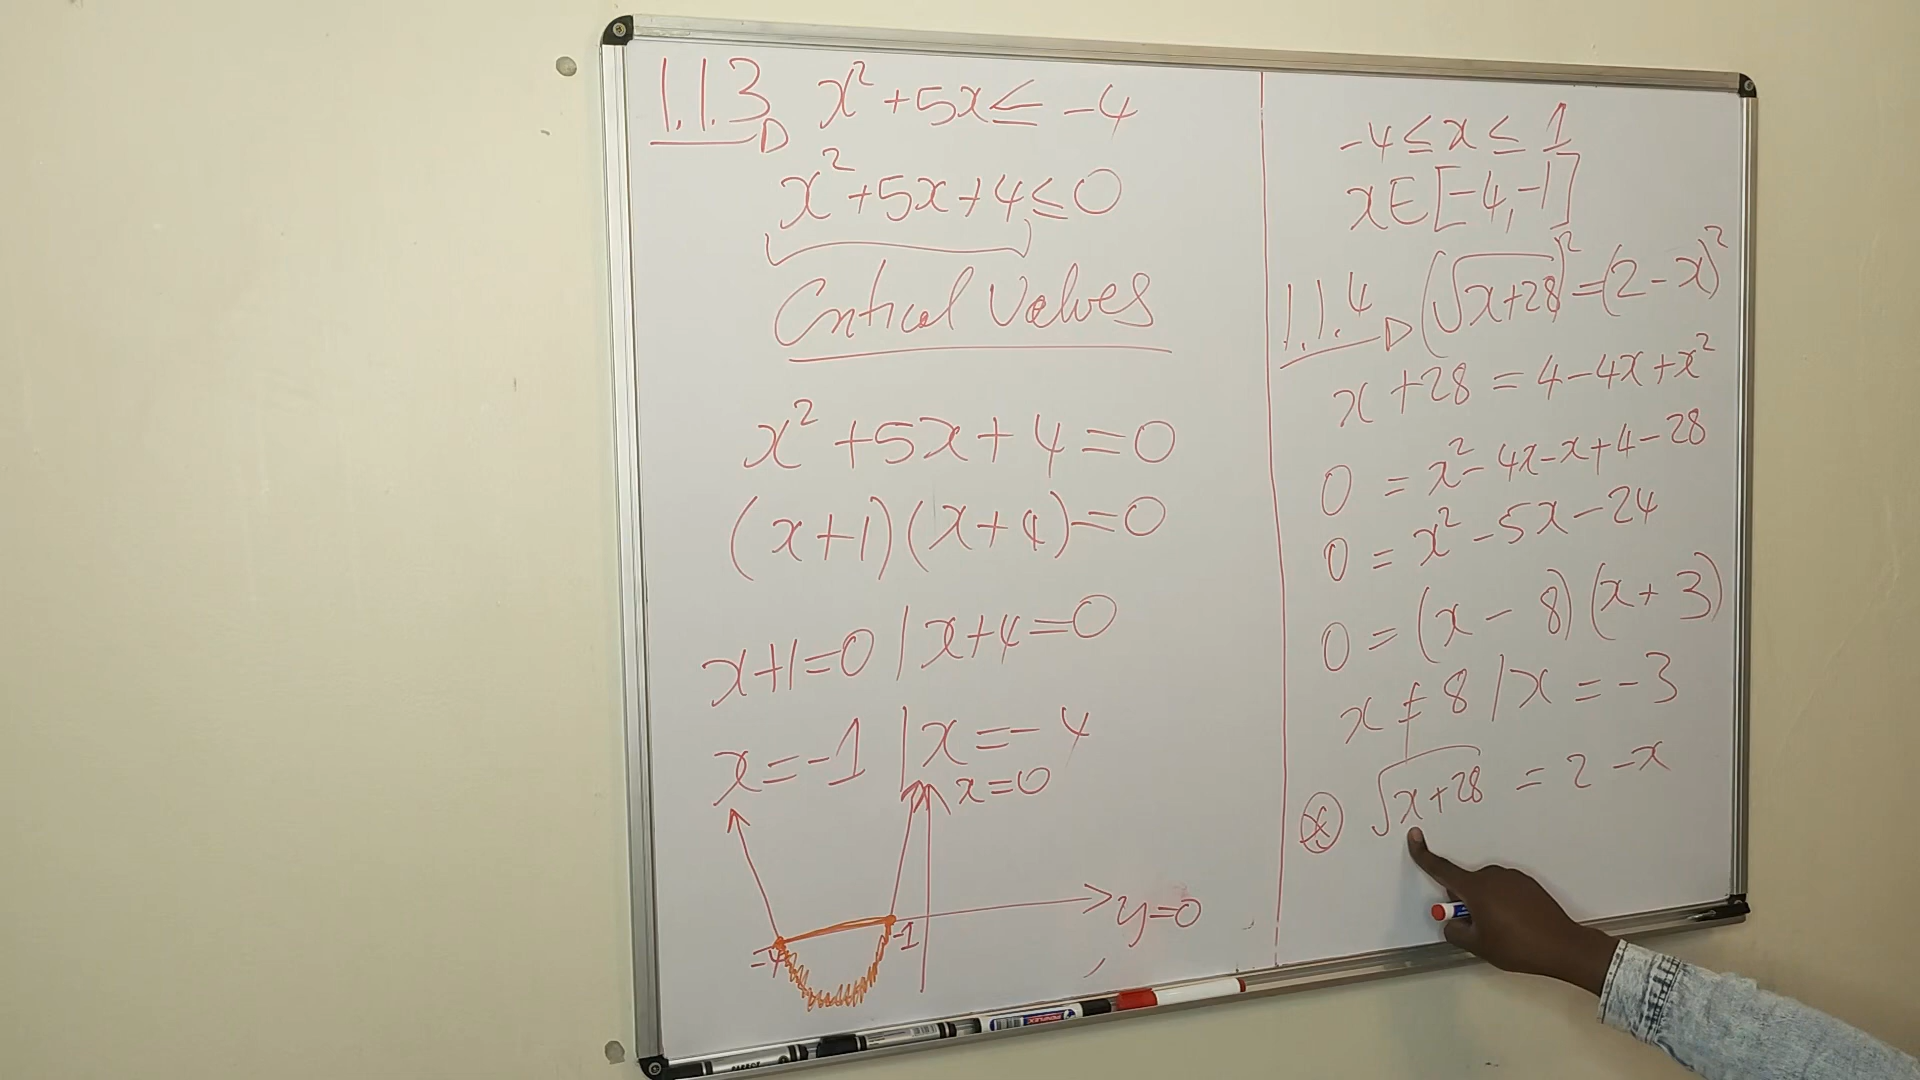 1.1.3 x² + 5x ≤ -4
x² + 5x + 4 ≤ 0
Critical Values
x² + 5x + 4 = 0
(x + 1)(x + 4) = 0
x + 1 = 0 / x + 4 = 0
x = -1 | x = -4
x = 0
-4
-1
y = 0
-4 ≤ x ≤ 1
x E [-4, -1]
1.1.4 (√x+28)² = (2 - x)²
x + 28 = 4 - 4x + x²
0 = x² - 4x - x + 4 - 28
0 = x² - 5x - 24
0 = (x - 8)(x + 3)
x ≠ 8 / x = -3
√x+28 = 2 - x